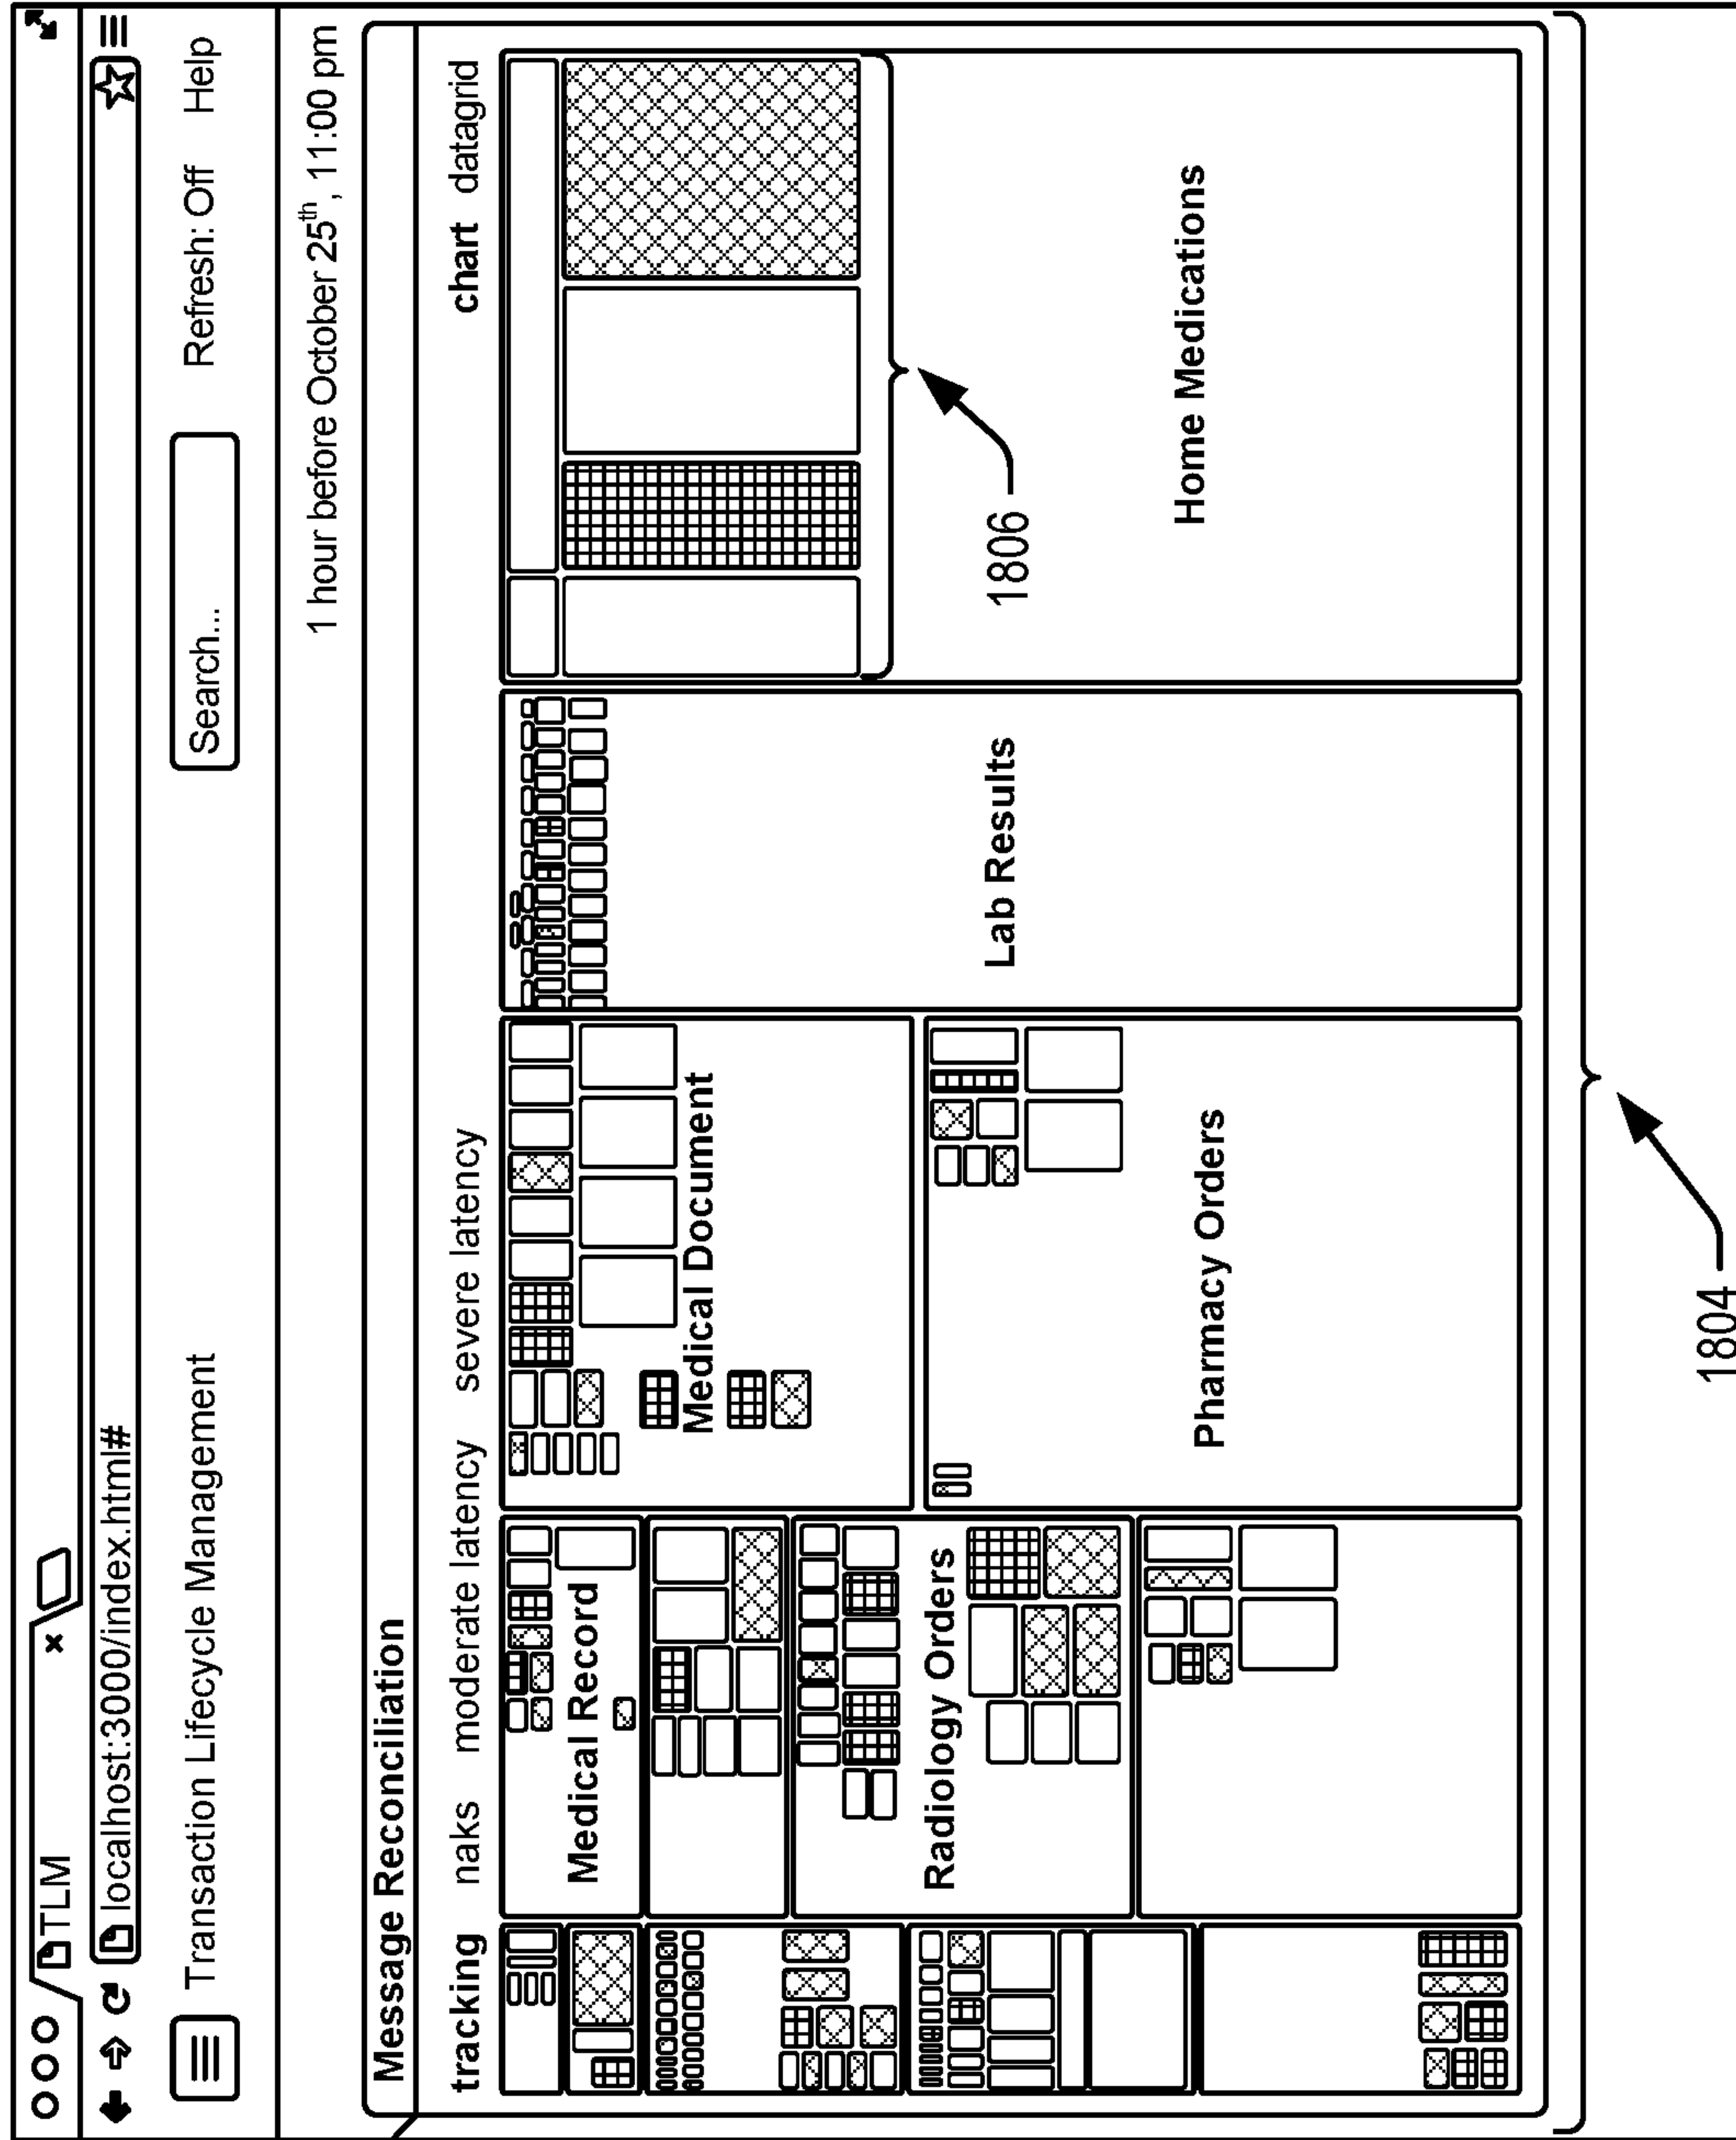 TLM x
localhost:3000/index.html#
Transaction Lifecycle Management Search... Refresh: Off Help
1 hour before October 25th, 11:00 pm
Message Reconciliation
tracking naks moderate latency severe latency chart datagrid
Medical Record
Medical Document
Radiology Orders
Lab Results
Pharmacy Orders
Home Medications
1806
1804